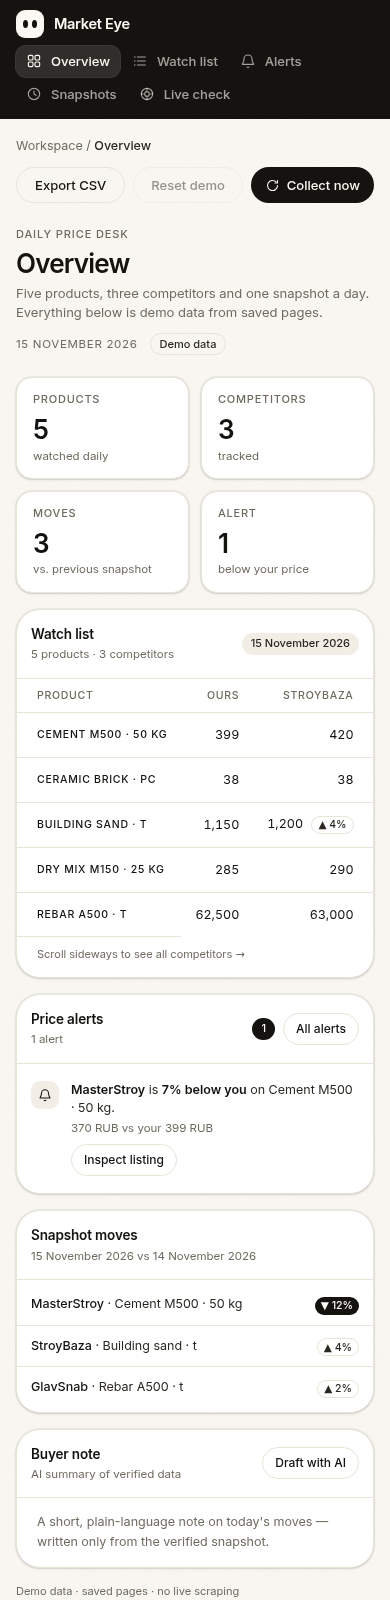 Market Eye
Overview
Watch list
Alerts
Snapshots
Live check
Workspace / Overview
Export CSV
Reset demo
Collect now
DAILY PRICE DESK
Overview
Five products, three competitors and one snapshot a day.
Everything below is demo data from saved pages.
15 NOVEMBER 2026 Demo data
PRODUCTS
5
watched daily
COMPETITORS
3
tracked
MOVES
3
vs. previous snapshot
ALERT
1
below your price
Watch list
5 products · 3 competitors
15 November 2026
PRODUCT OURS STROYBAZA
CEMENT M500 · 50 KG 399 420
CERAMIC BRICK · PC 38 38
BUILDING SAND · T 1,150 1,200 ▲ 4%
DRY MIX M150 · 25 KG 285 290
REBAR A500 · T 62,500 63,000
Scroll sideways to see all competitors →
Price alerts
1 alert
1
All alerts
MasterStroy is 7% below you on Cement M500
· 50 kg.
370 RUB vs your 399 RUB
Inspect listing
Snapshot moves
15 November 2026 vs 14 November 2026
MasterStroy · Cement M500 · 50 kg ▼ 12%
StroyBaza · Building sand · t ▲ 4%
GlavSnab · Rebar A500 · t ▲ 2%
Buyer note
AI summary of verified data
Draft with AI
A short, plain-language note on today's moves —
written only from the verified snapshot.
Demo data · saved pages · no live scraping